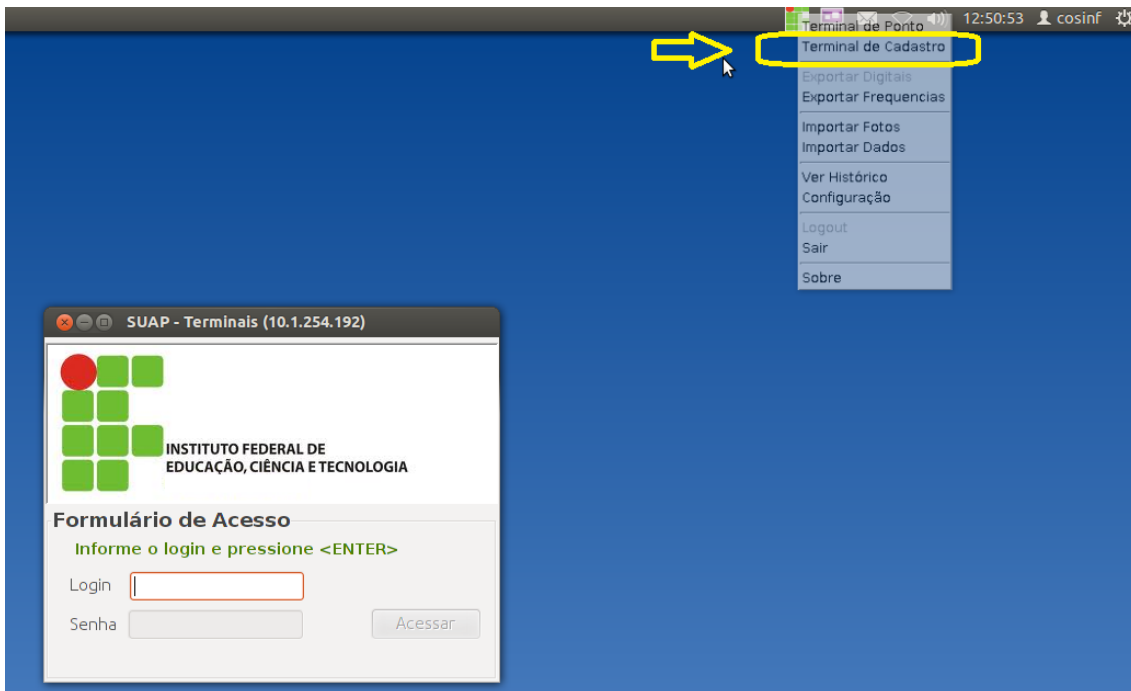 12:50:53 cosinf
Terminal de Ponto
Terminal de Cadastro
Exportar Digitais
Exportar Frequencias
Importar Fotos
Importar Dados
Ver Histórico
Configuração
Logout
Sair
Sobre
SUAP - Terminais (10.1.254.192)
INSTITUTO FEDERAL DE
EDUCAÇÃO, CIÊNCIA E TECNOLOGIA
Formulário de Acesso
Informe o login e pressione <ENTER>
Login
Senha
Acessar